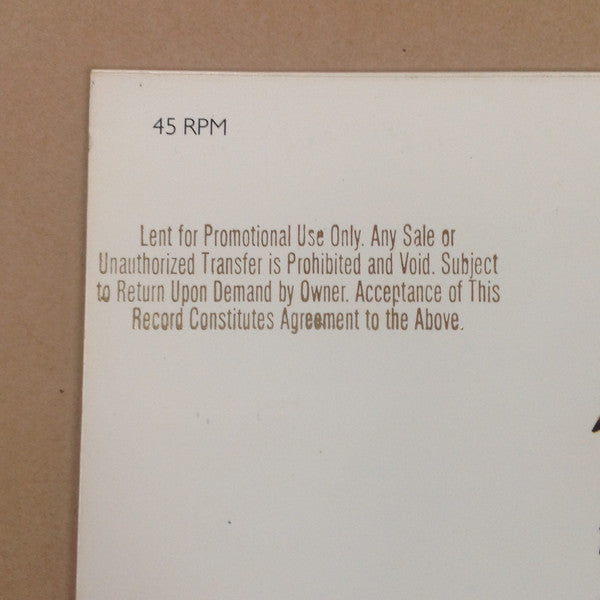 45 RPM
Lent for Promotional Use Only. Any Sale or
Unauthorized Transfer is Prohibited and Void. Subject
to Return Upon Demand by Owner. Acceptance of This
Record Constitutes Agreement to the Above.